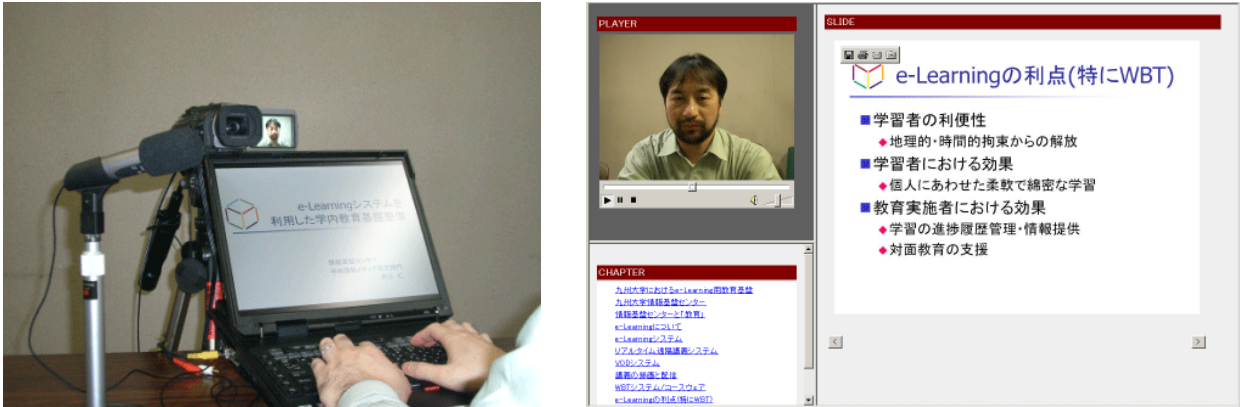 e-Learningシステムを
利用した学内教育基盤整備
PLAYER
CHAPTER
九州大学におけるe-Learning用教育基盤
九州大学情報基盤センター
情報基盤センターと「教育」
e-Learningについて
e-Learningシステム
リアルタイム遠隔講義システム
VODシステム
講義の録画と配信
WBTシステム/コースウェア
e-Learningの利点(特にWBT)
SLIDE
e-Learningの利点(特にWBT)
学習者の利便性
地理的・時間的拘束からの解放
学習者における効果
個人にあわせた柔軟で綿密な学習
教育実施者における効果
学習の進捗履歴管理・情報提供
対面教育の支援